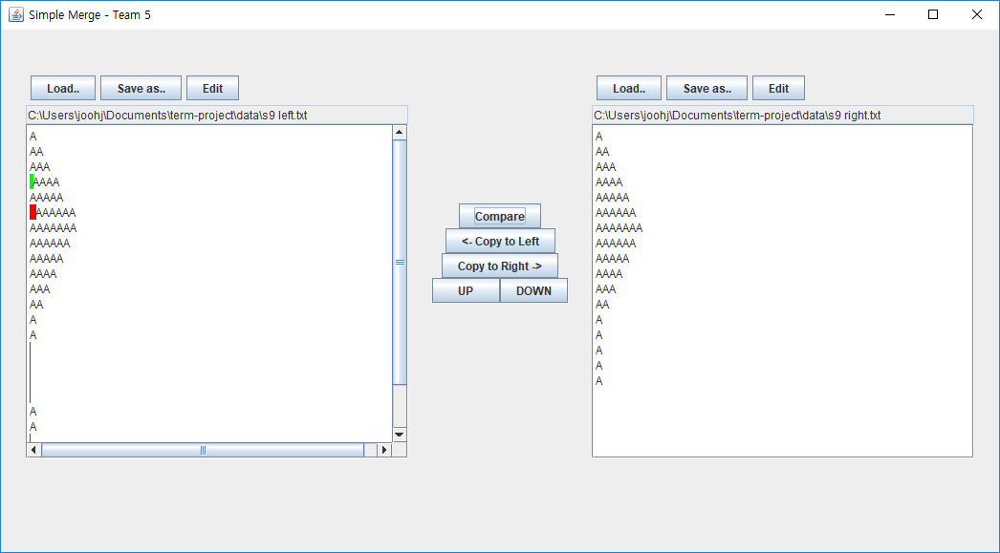 Simple Merge - Team 5
Load..
Save as..
Edit
C:\Users\joohj\Documents\term-project\data\s9 left.txt
A
AA
AAA
AAAA
AAAAA
AAAAAA
AAAAAAA
AAAAAA
AAAAA
AAAA
AAA
AA
A
A
A
A
Compare
<- Copy to Left
Copy to Right ->
UP
DOWN
Load..
Save as..
Edit
C:\Users\joohj\Documents\term-project\data\s9 right.txt
A
AA
AAA
AAAA
AAAAA
AAAAAA
AAAAAAA
AAAAAA
AAAAA
AAAA
AAA
AA
A
A
A
A
A